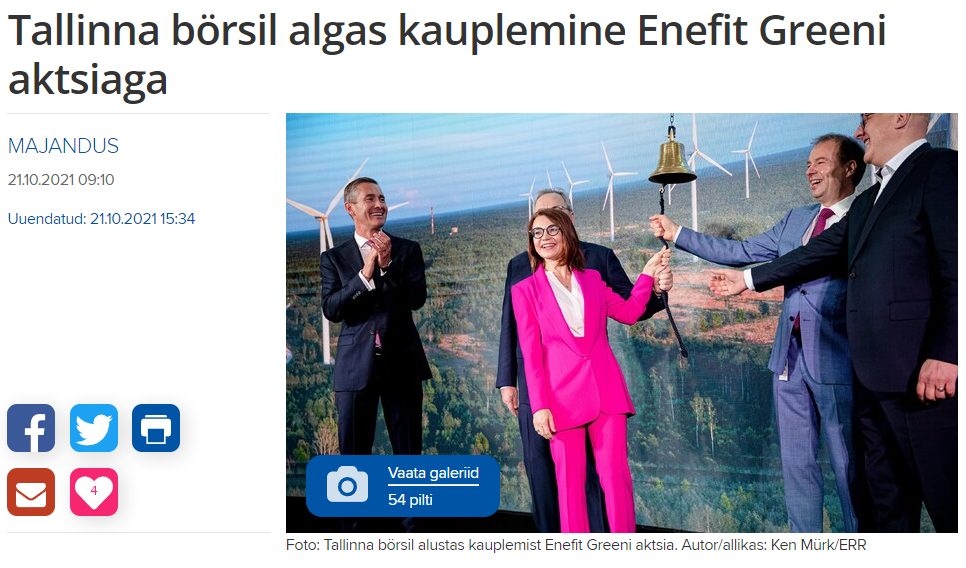 Tallinna börsil algas kauplemine Enefit Greeni
aktsiaga
MAJANDUS
21.10.2021 09:10
Uuendatud: 21.10.2021 15:34
4
Vaata galeriid
54 pilti
Foto: Tallinna börsil alustas kauplemist Enefit Greeni aktsia. Autor/allikas: Ken Mürk/ERR